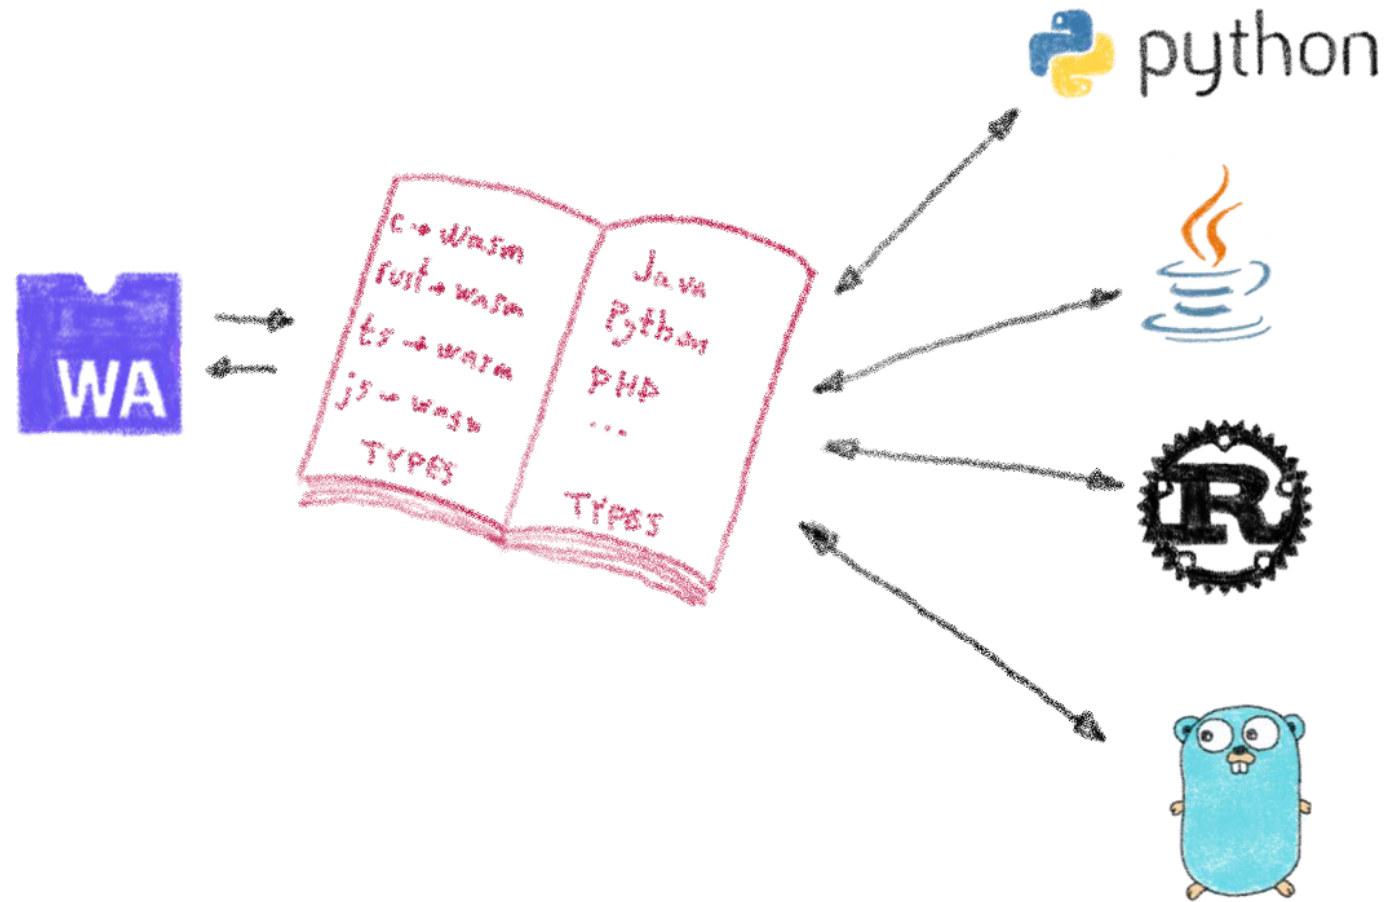 WA
c → wasm
rust → wasm
ts → wasm
js → wasm
TYPES
Java
Python
PHP
...
TYPES
python
R